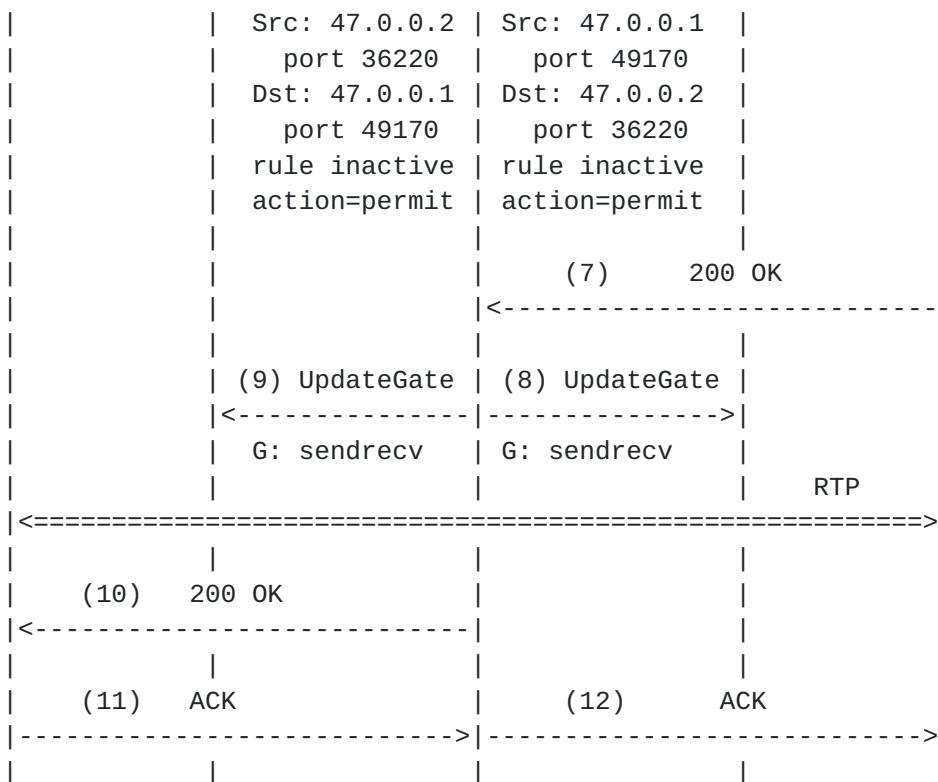 |            |  Src: 47.0.0.2 | Src: 47.0.0.1  |
|            |    port 36220  |   port 49170   |
|            |  Dst: 47.0.0.1 | Dst: 47.0.0.2  |
|            |    port 49170  |   port 36220   |
|            |  rule inactive | rule inactive  |
|            |  action=permit | action=permit  |
|            |                |                |
|            |                |     (7)     200 OK
|            |                |<----------------------------
|            |                |                |
|            | (9) UpdateGate | (8) UpdateGate |
|            |<---------------|--------------->|
|            |  G: sendrecv   | G: sendrecv    |
|            |                |                |    RTP
|<=========================================================>
|            |                |                |
|    (10)   200 OK            |                |
|<----------------------------|                |
|            |                |                |
|    (11)   ACK               |     (12)      ACK
|---------------------------->|---------------------------->
|            |                |                |